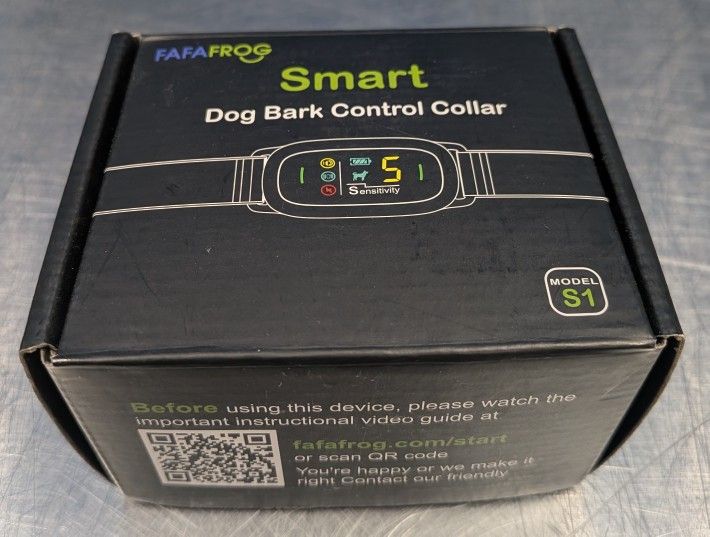 FAFAFROG
Smart
Dog Bark Control Collar
5
Sensitivity
MODEL
S1
Before using this device, please watch the
important instructional video guide at
fafafrog.com/start
or scan QR code
You're happy or we make it
right Contact our friendly